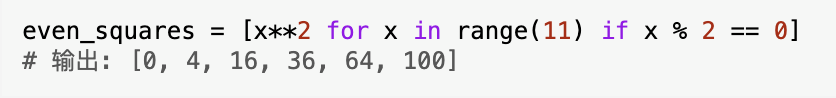 even_squares = [x**2 for x in range(11) if x % 2 == 0]
# 输出: [0, 4, 16, 36, 64, 100]